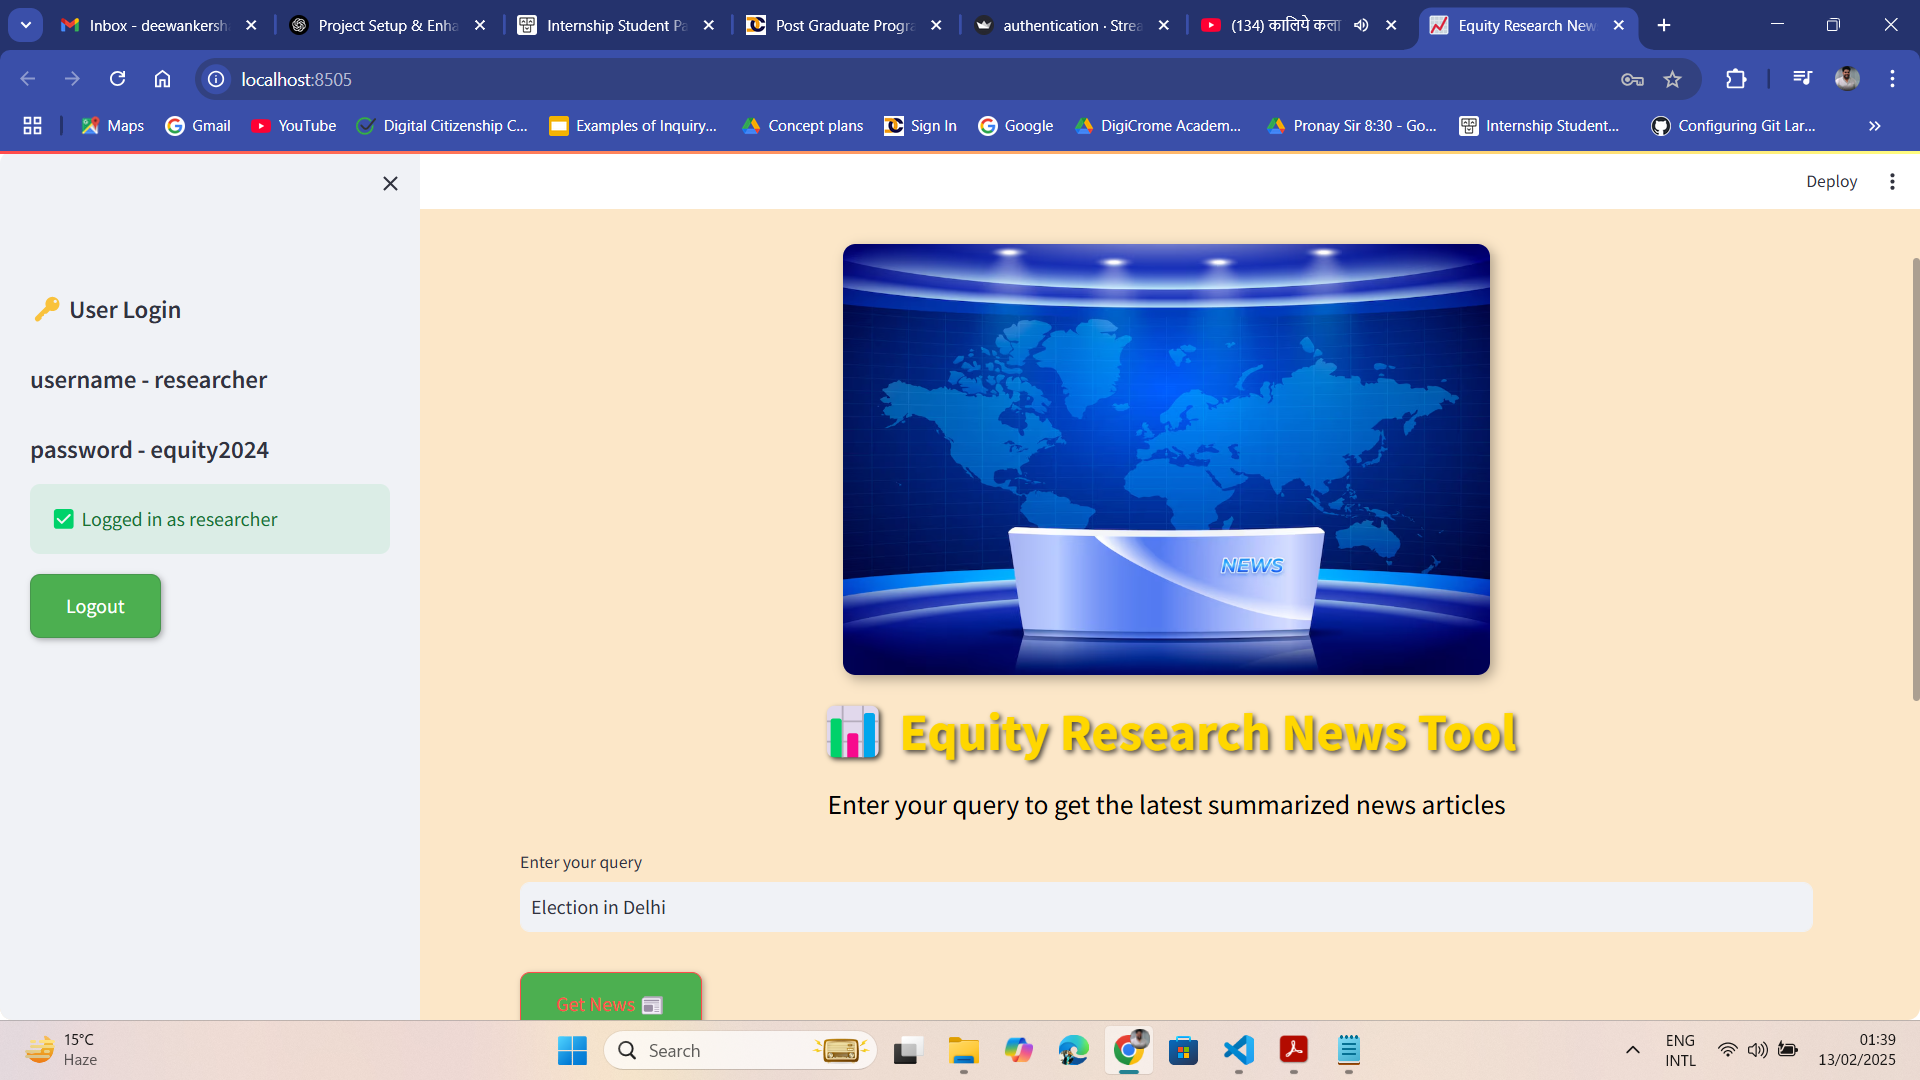 Inbox - deewankersh
Project Setup & Enha
Internship Student Pa
Post Graduate Progra
authentication · Strea
(134) कालिये कला
Equity Research New
localhost:8505
Maps
Gmail
YouTube
Digital Citizenship C...
Examples of Inquiry...
Concept plans
Sign In
Google
DigiCrome Academ...
Pronay Sir 8:30 - Go...
Internship Student...
Configuring Git Lar...
Deploy
User Login
username - researcher
password - equity2024
Logged in as researcher
Logout
NEWS
Equity Research News Tool
Enter your query to get the latest summarized news articles
Enter your query
Election in Delhi
Get News
15°C
Haze
Search
ENG
INTL
01:39
13/02/2025